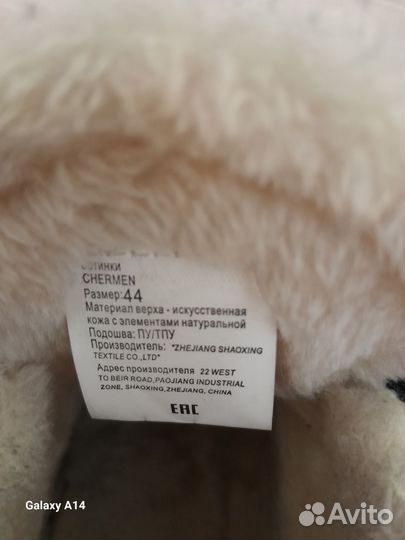 CHERMEN
Размер:44
Материал верха - искусственная
кожа с элементами натуральной
Подошва: ПУ/ТПУ
Производитель: "ZHEJIANG SHAOXING
TEXTILE CO.,LTD"
Адрес производителя 22 WEST
TO BEIR ROAD,PAOJIANG INDUSTRIAL
ZONE, SHAOXING,ZHEJIANG, CHINA
EAC
Galaxy A14
Avito